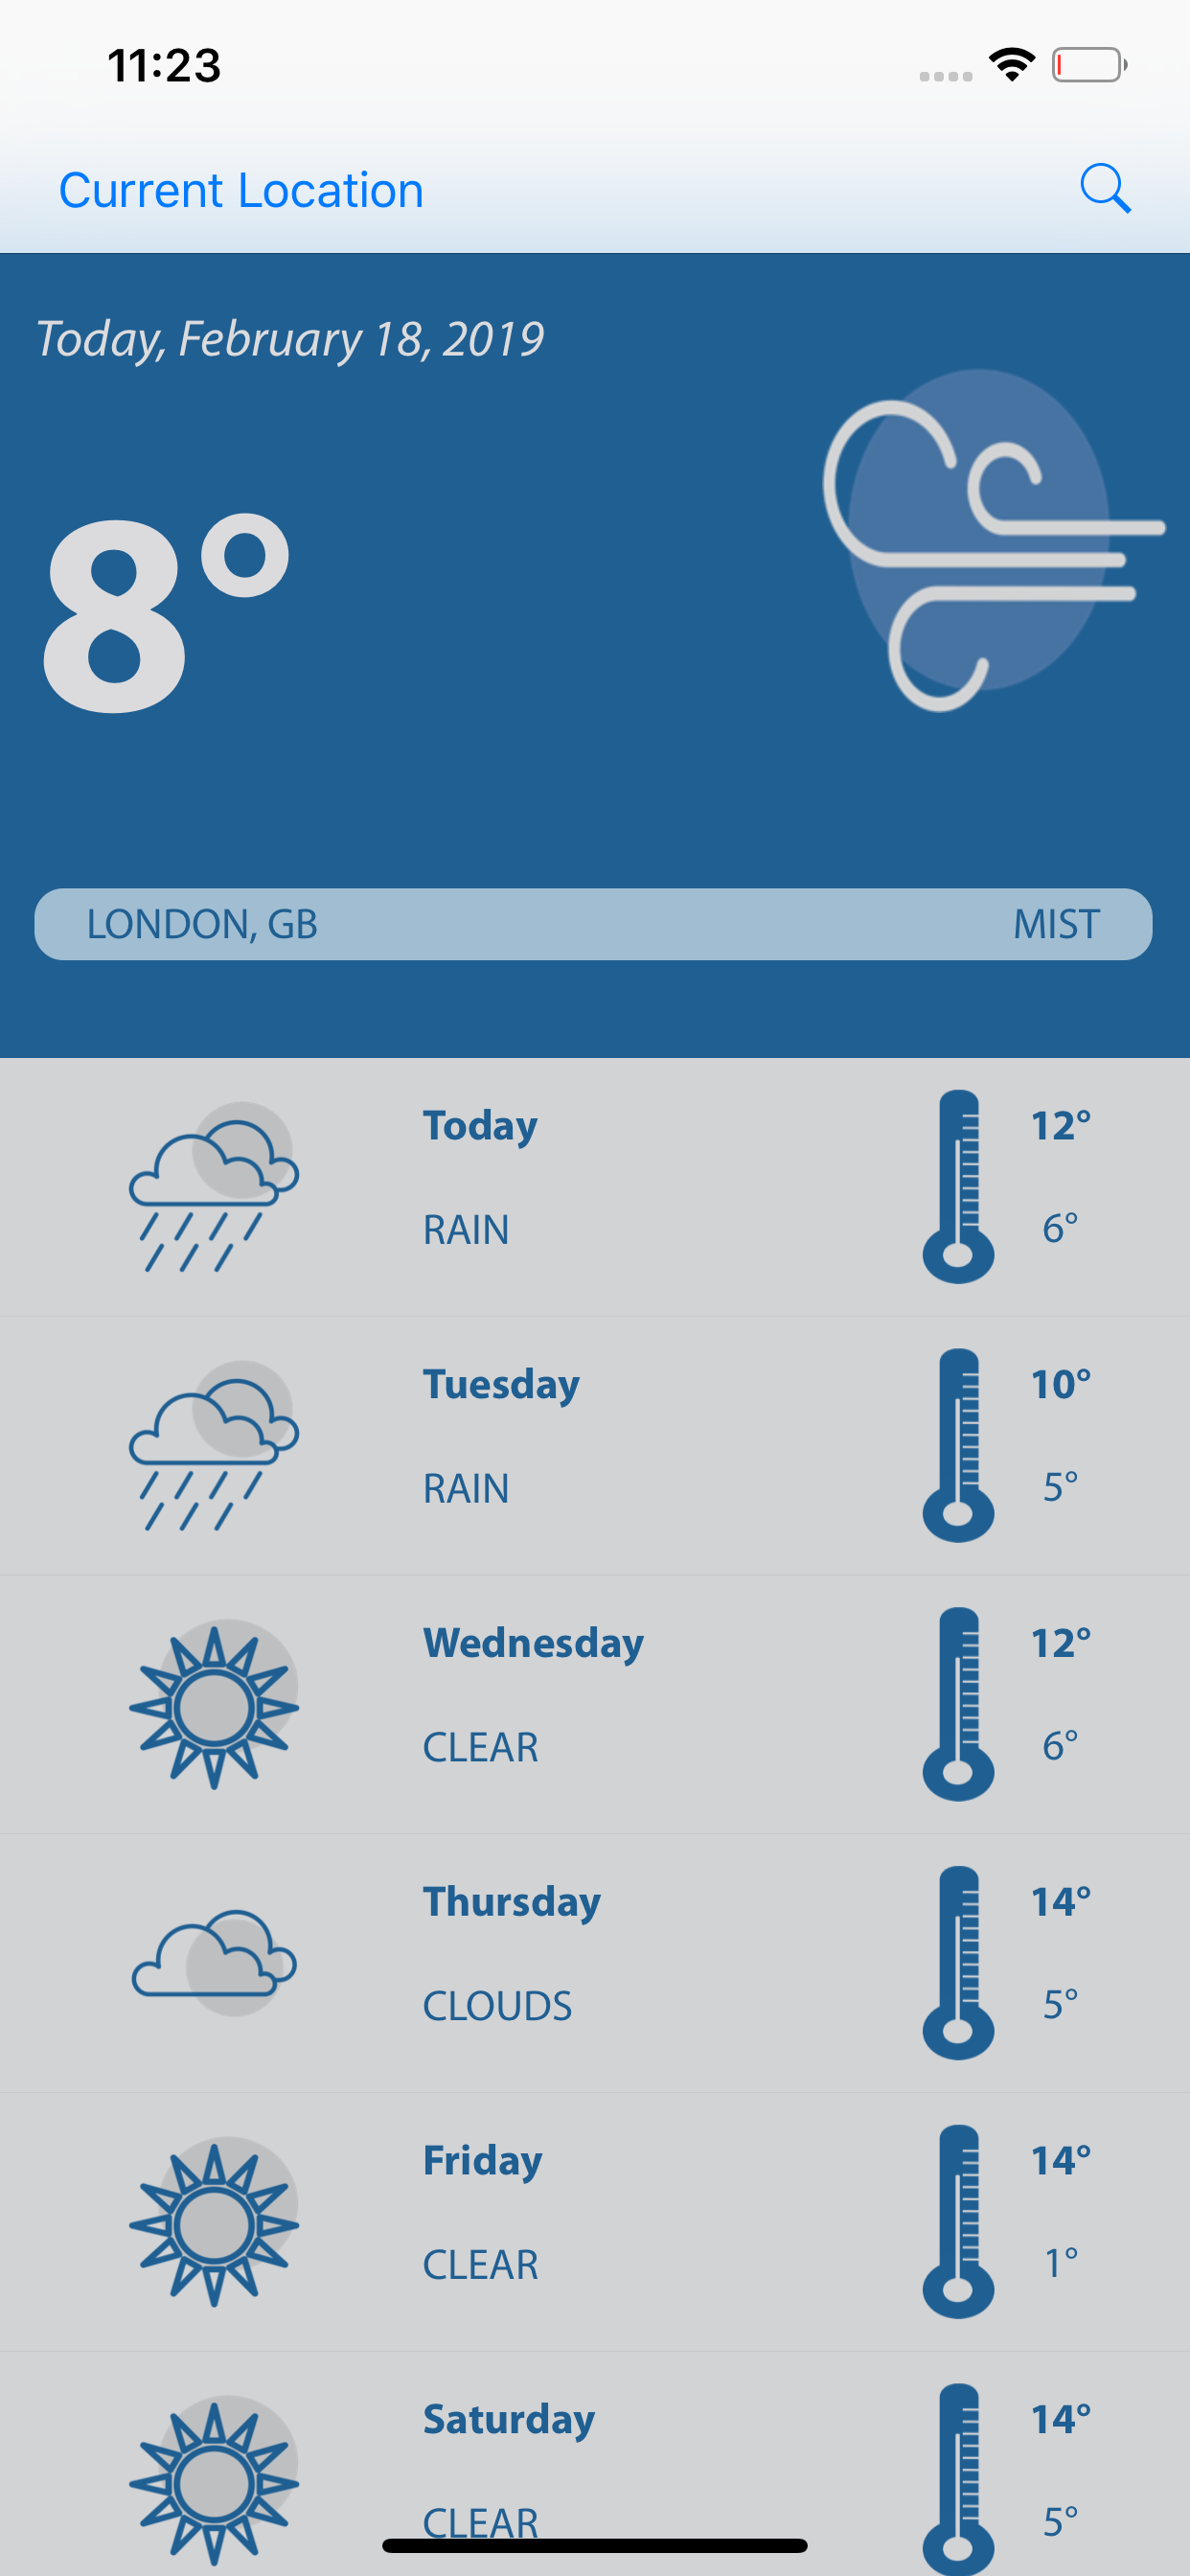 11:23
Current Location
Today, February 18, 2019
8°
LONDON, GB MIST
Today 12°
RAIN 6°
Tuesday 10°
RAIN 5°
Wednesday 12°
CLEAR 6°
Thursday 14°
CLOUDS 5°
Friday 14°
CLEAR 1°
Saturday 14°
CLEAR 5°